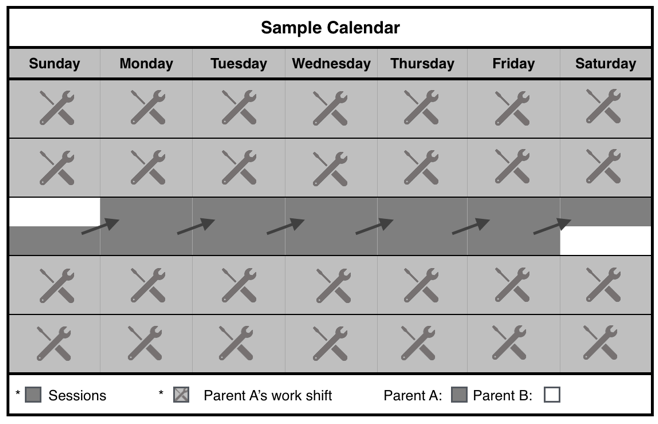 Sample Calendar
Sunday Monday Tuesday Wednesday Thursday Friday Saturday
* Sessions * Parent A's work shift Parent A: Parent B: